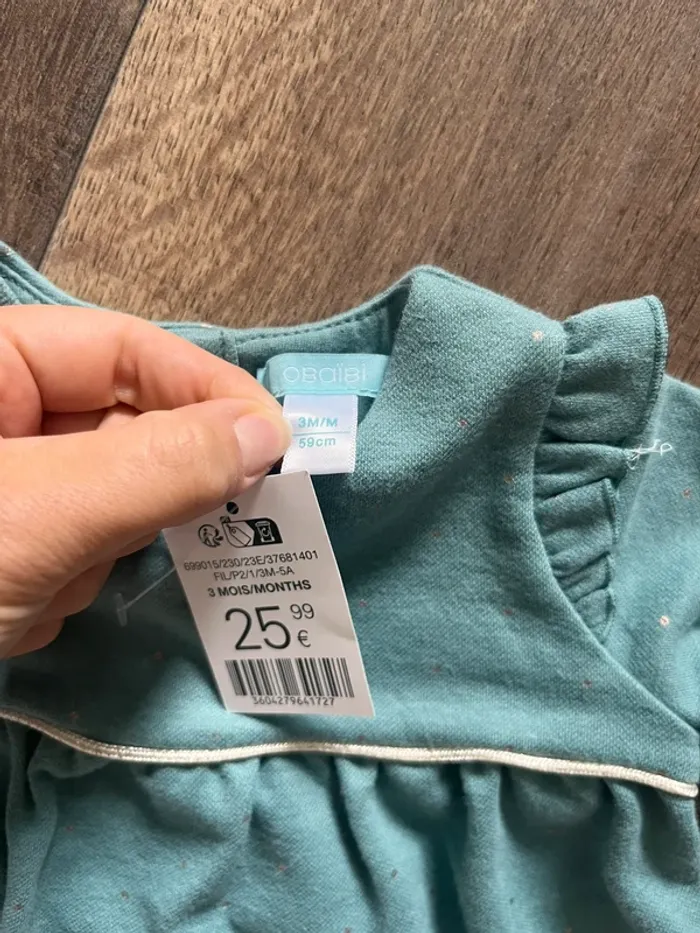 OBAIBI
3M/M
59cm
699015/230/23E/37681401
FIL/P2/1/3M-5A
3 MOIS/MONTHS
25 99 €
3604279641727